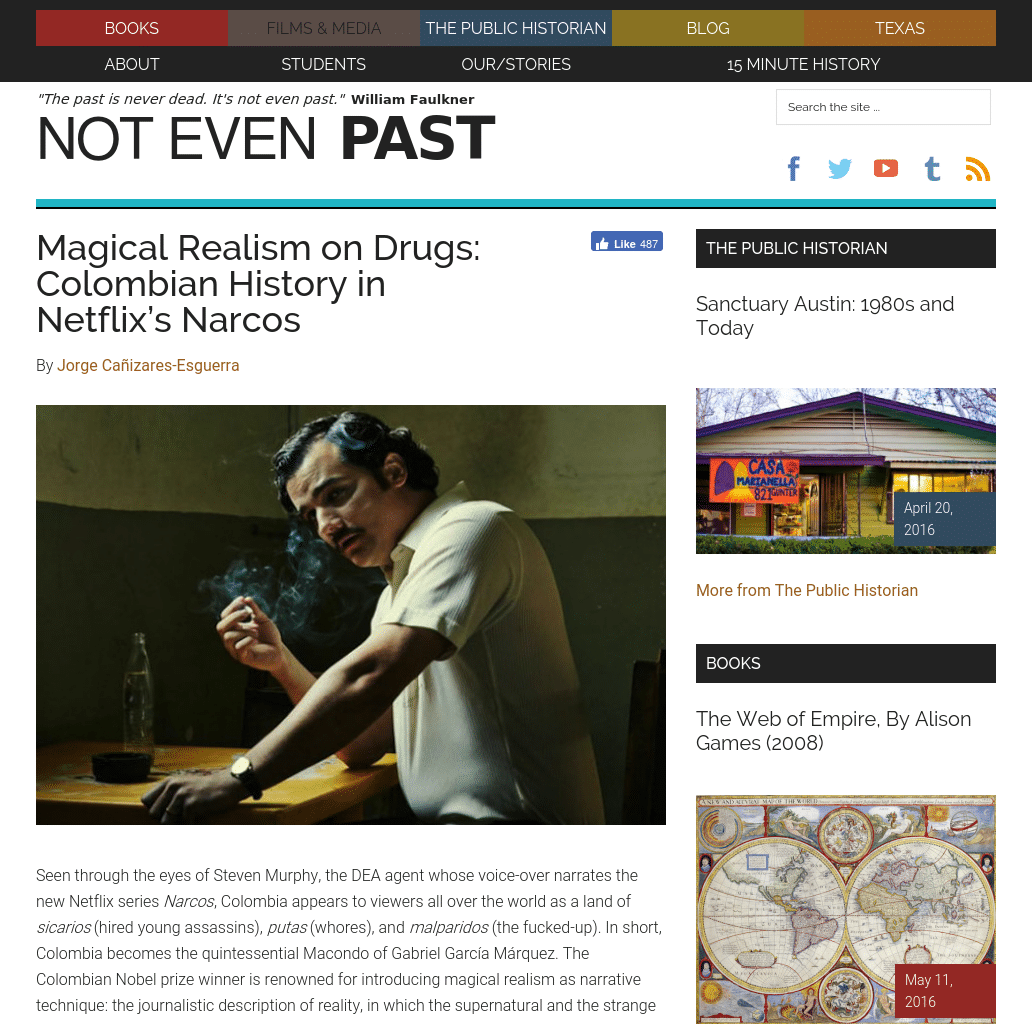 BOOKS
FILMS & MEDIA
THE PUBLIC HISTORIAN
BLOG
TEXAS
ABOUT
STUDENTS
OUR/STORIES
15 MINUTE HISTORY
"The past is never dead. It's not even past." William Faulkner
NOT EVEN PAST
Search the site ...
Magical Realism on Drugs:
Colombian History in
Netflix’s Narcos
Like 487
By Jorge Cañizares-Esguerra
Seen through the eyes of Steven Murphy, the DEA agent whose voice-over narrates the
new Netflix series Narcos, Colombia appears to viewers all over the world as a land of
sicarios (hired young assassins), putas (whores), and malparidos (the fucked-up). In short,
Colombia becomes the quintessential Macondo of Gabriel García Márquez. The
Colombian Nobel prize winner is renowned for introducing magical realism as narrative
technique: the journalistic description of reality, in which the supernatural and the strange
THE PUBLIC HISTORIAN
Sanctuary Austin: 1980s and
Today
CASA
MARIANELLA
821 GUNTER
April 20,
2016
More from The Public Historian
BOOKS
The Web of Empire, By Alison
Games (2008)
A NEW AND ACCVRAT MAP OF THE WORLD
May 11,
2016